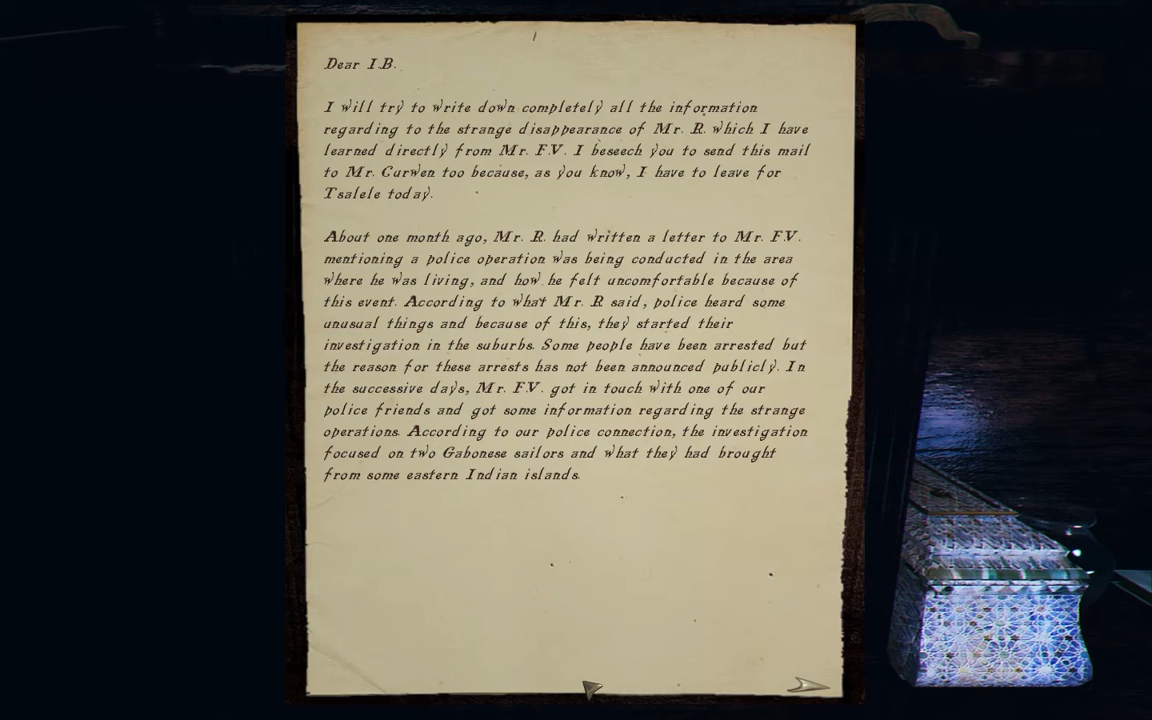 Dear I.B.
I will try to write down completely all the information
regarding to the strange disappearance of Mr. R. which I have
learned directly from Mr. F.V. I beseech you to send this mail
to Mr. Curwen too because, as you know, I have to leave for
Tsalele today.
About one month ago, Mr. R. had written a letter to Mr. F.V.
mentioning a police operation was being conducted in the area
where he was living, and how he felt uncomfortable because of
this event. According to what Mr. R said, police heard some
unusual things and because of this, they started their
investigation in the suburbs. Some people have been arrested but
the reason for these arrests has not been announced publicly. In
the successive days, Mr. F.V. got in touch with one of our
police friends and got some information regarding the strange
operations. According to our police connection, the investigation
focused on two Gabonese sailors and what they had brought
from some eastern Indian islands.